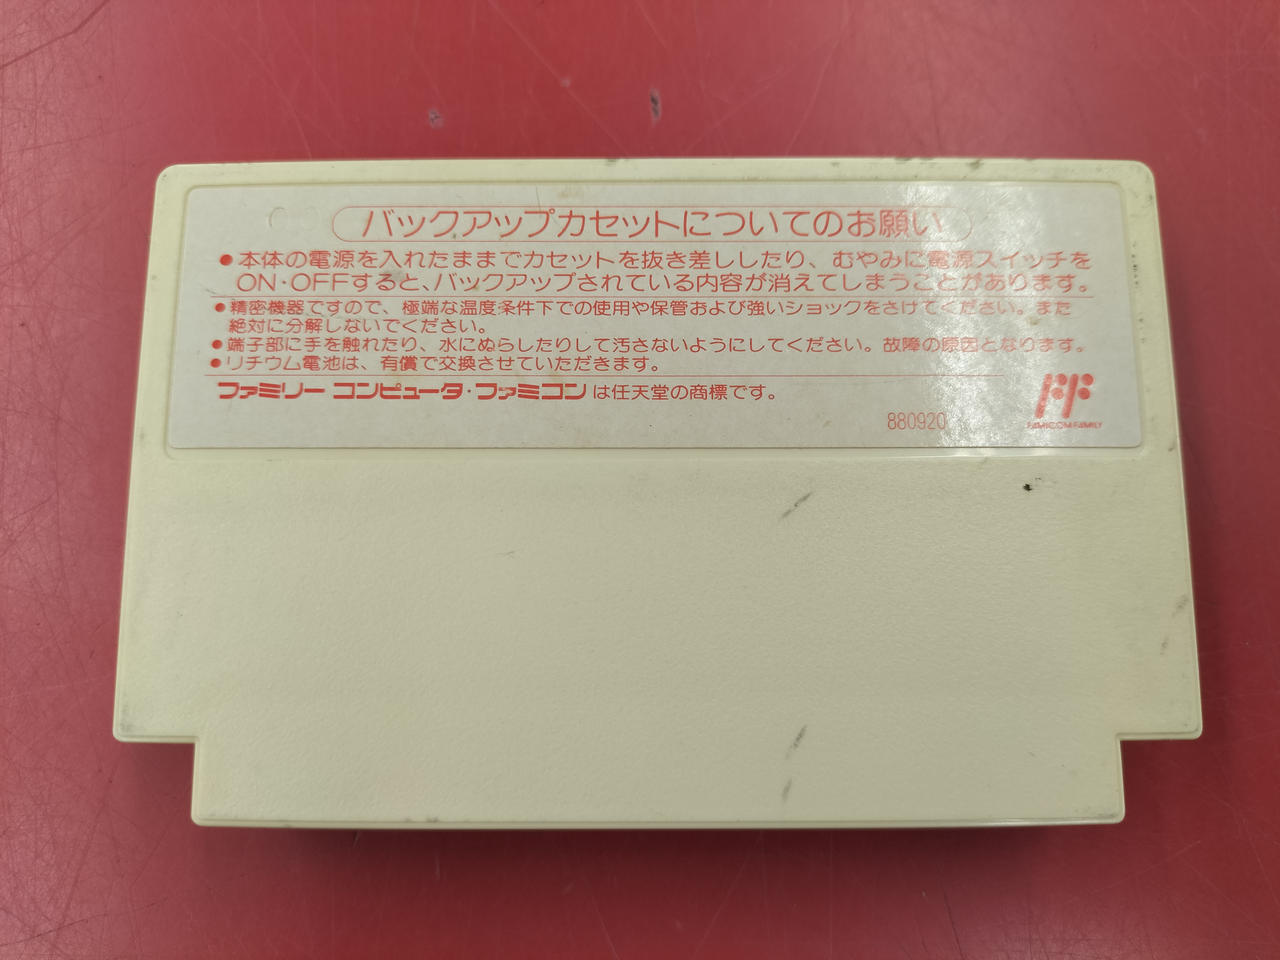 バックアップカセットについてのお願い
●本体の電源を入れたままでカセットを抜き差ししたり、むやみに電源スイッチを
ON・OFFすると、バックアップされている内容が消えてしまうことがあります。
●精密機器ですので、極端な温度条件下での使用や保管および強いショックをさけてください。また
絶対に分解しないでください。
●端子部に手を触れたり、水にぬらしたりして汚さないようにしてください。故障の原因となります。
●リチウム電池は、有償で交換させていただきます。
ファミリー コンピュータ・ファミコンは任天堂の商標です。
880920
FF
FAMICOM FAMILY